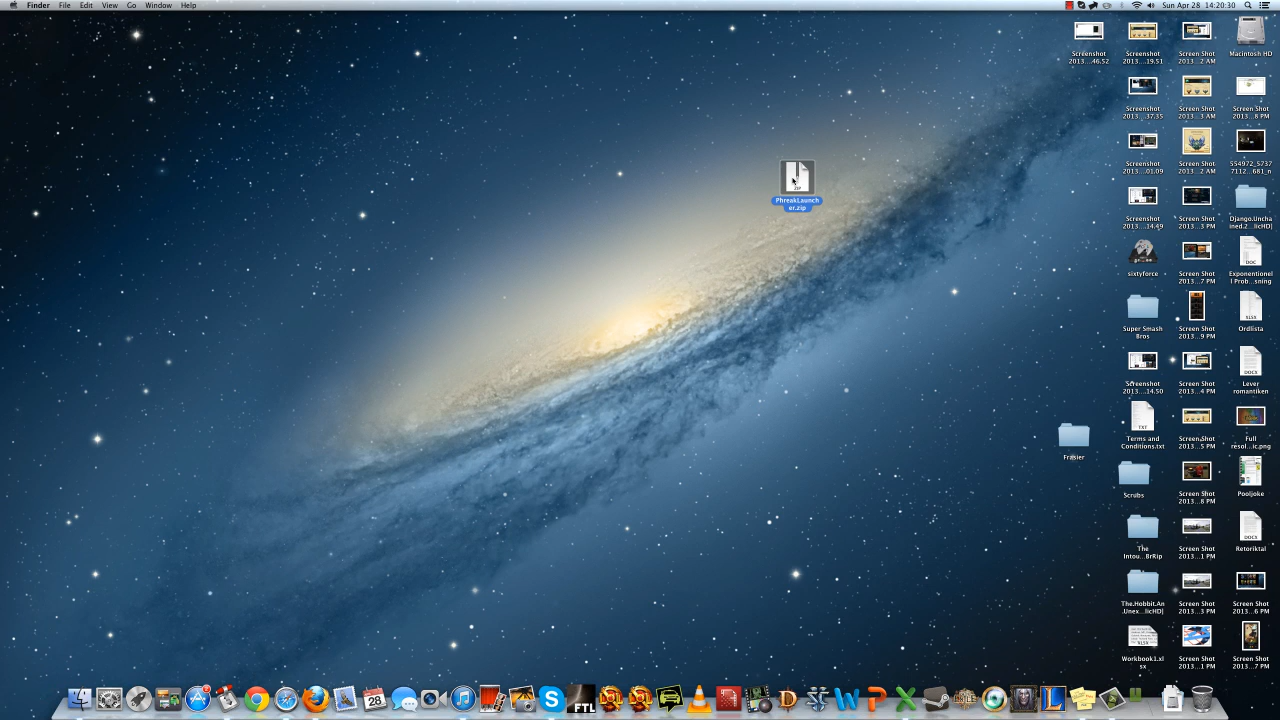 Finder File Edit View Go Window Help
Sun Apr 28 14:20:30
Screenshot
2013....46.52
Screenshot
2013....19.51
Screen Shot
2013...2 AM
Macintosh HD
Screenshot
2013....37.35
Screen Shot
2013...3 AM
Screen Shot
2013...8 PM
Screenshot
2013....01.09
Screen Shot
2013...2 AM
554972_5737
7112...681_n
ZIP
PhreakLaunch
er.zip
Screenshot
2013....14.49
Screen Shot
2013...3 PM
Django.Uncha
ined.2...licHD]
sixtyforce
Screen Shot
2013...7 PM
DOC
Exponentionel
l Prob...sning
Super Smash
Bros
Screen Shot
2013...9 PM
XLSX
Ordlista
Screenshot
2013....14.50
Screen Shot
2013...4 PM
DOCX
Lever
romantiken
TXT
Terms and
Conditions.txt
Screen Shot
2013...5 PM
Full
resol...ic.png
Frasier
Scrubs
Screen Shot
2013...8 PM
Pooljoke
The
Intou...BrRip
Screen Shot
2013...1 PM
DOCX
Retoriktal
The.Hobbit.An.
Unex...licHD]
Screen Shot
2013...3 PM
Screen Shot
2013...6 PM
XLSX
Workbook1.xl
sx
Screen Shot
2013...1 PM
Screen Shot
2013...7 PM
28
FTL